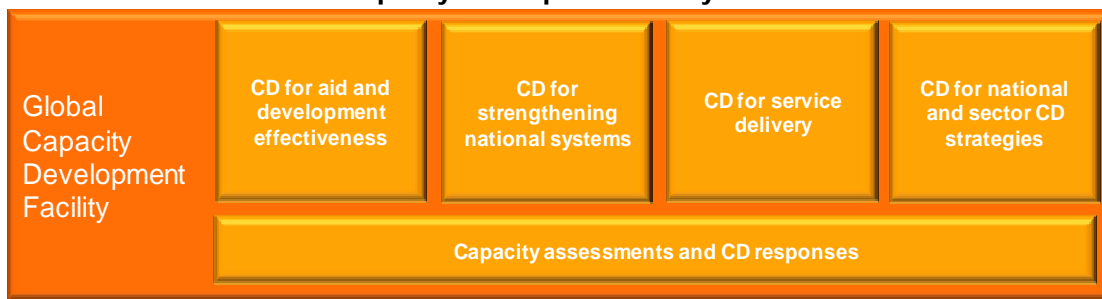 Global
Capacity
Development
Facility
CD for aid and
development
effectiveness
CD for
strengthening
national systems
CD for service
delivery
CD for national
and sector CD
strategies
Capacity assessments and CD responses